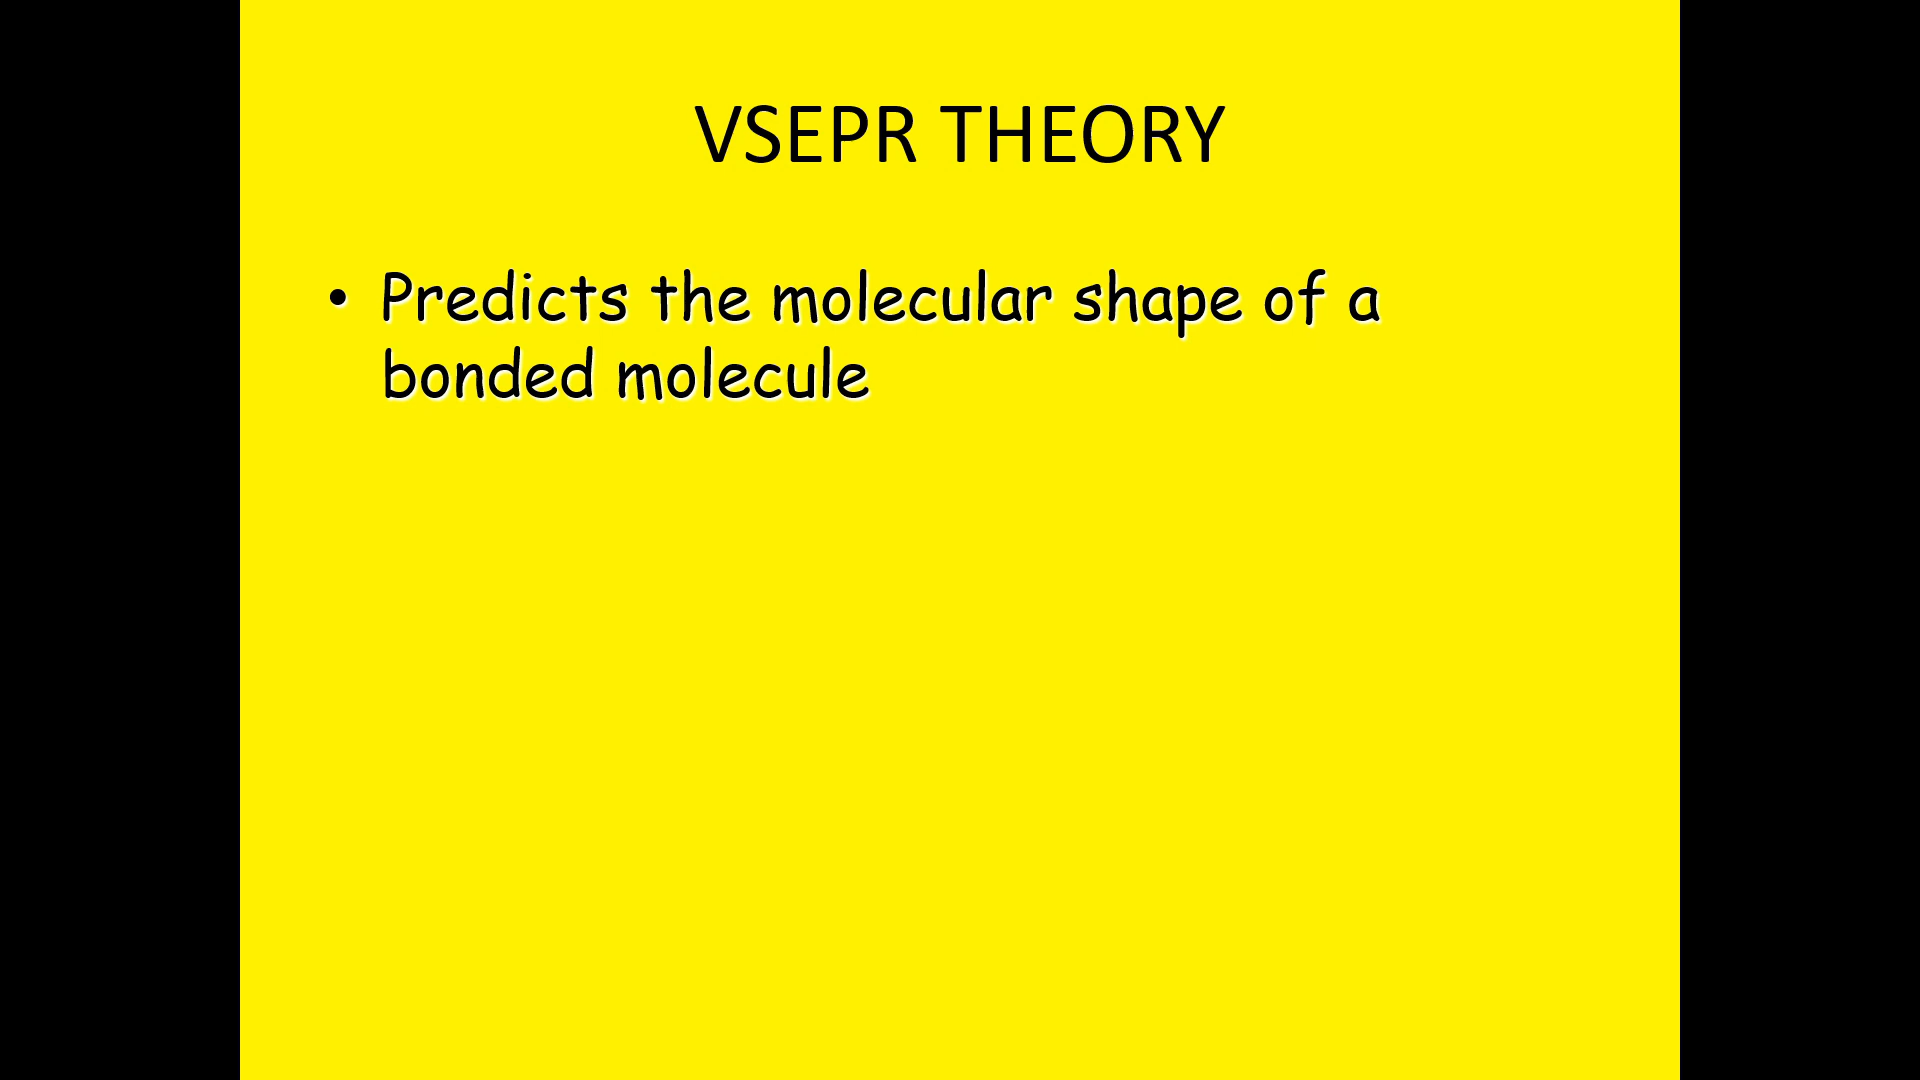 VSEPR THEORY
• Predicts the molecular shape of a
bonded molecule